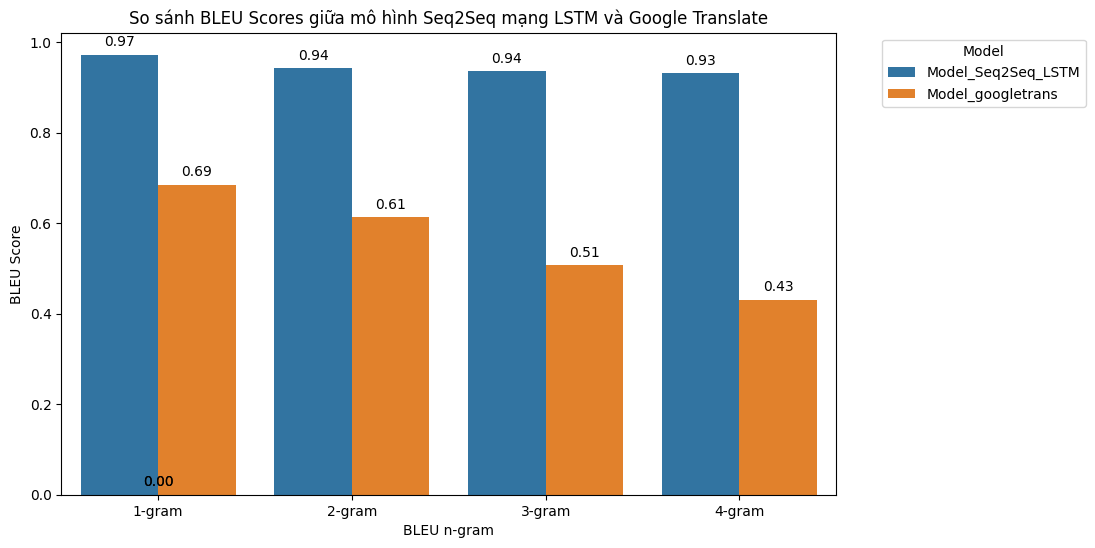 So sánh BLEU Scores giữa mô hình Seq2Seq mạng LSTM và Google Translate
Model
Model_Seq2Seq_LSTM
Model_googletrans
BLEU Score
1.0
0.8
0.6
0.4
0.2
0.0
0.97
0.69
0.94
0.61
0.94
0.51
0.93
0.43
0.00
1-gram
2-gram
3-gram
4-gram
BLEU n-gram